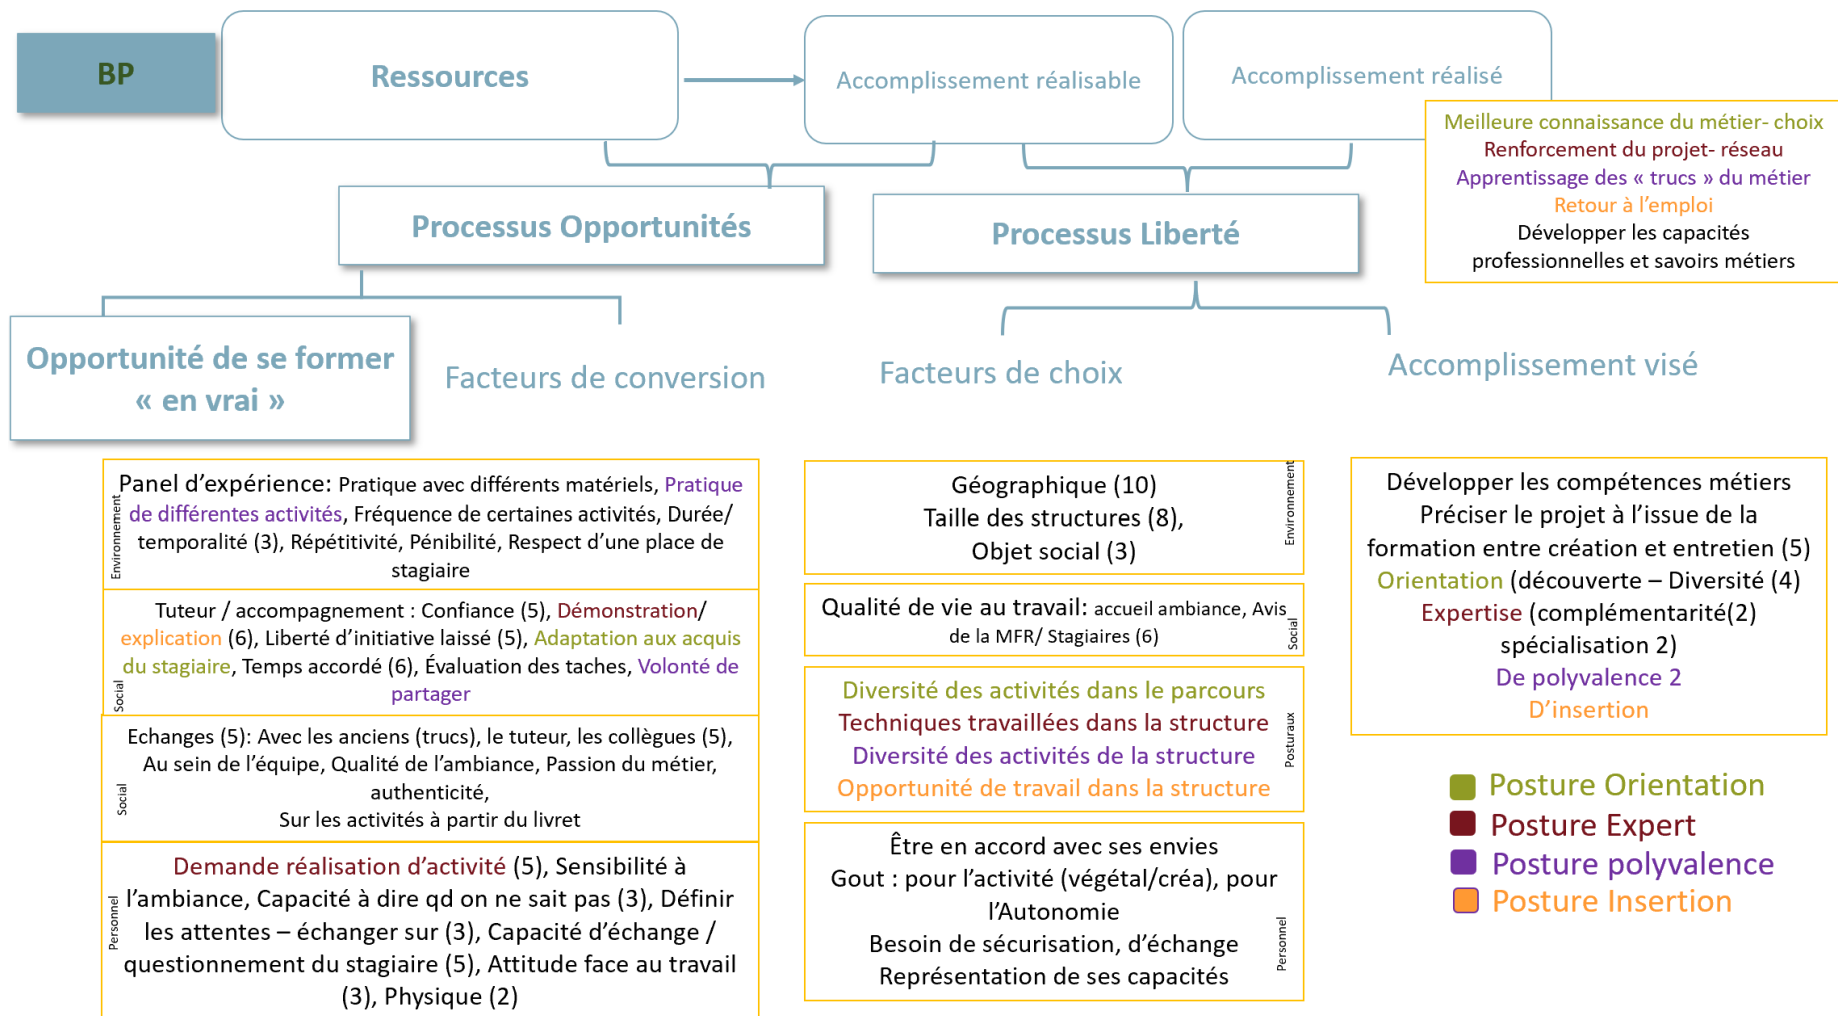 BP
Ressources
Accomplissement réalisable
Accomplissement réalisé
Meilleure connaissance du métier- choix
Renforcement du projet- réseau
Apprentissage des « trucs » du métier
Retour à l’emploi
Développer les capacités
professionnelles et savoirs métiers
Processus Opportunités
Processus Liberté
Opportunité de se former
« en vrai »
Facteurs de conversion
Facteurs de choix
Accomplissement visé
Environnement
Panel d’expérience: Pratique avec différents matériels, Pratique
de différentes activités, Fréquence de certaines activités, Durée/
temporalité (3), Répétitivité, Pénibilité, Respect d’une place de
stagiaire
Social
Tuteur / accompagnement : Confiance (5), Démonstration/
explication (6), Liberté d’initiative laissé (5), Adaptation aux acquis
du stagiaire, Temps accordé (6), Évaluation des taches, Volonté de
partager
Social
Echanges (5): Avec les anciens (trucs), le tuteur, les collègues (5),
Au sein de l’équipe, Qualité de l’ambiance, Passion du métier,
authenticité,
Sur les activités à partir du livret
Personnel
Demande réalisation d’activité (5), Sensibilité à
l’ambiance, Capacité à dire qd on ne sait pas (3), Définir
les attentes – échanger sur (3), Capacité d’échange /
questionnement du stagiaire (5), Attitude face au travail
(3), Physique (2)
Géographique (10)
Taille des structures (8),
Objet social (3)
Environnement
Qualité de vie au travail: accueil ambiance, Avis
de la MFR/ Stagiaires (6)
Social
Diversité des activités dans le parcours
Techniques travaillées dans la structure
Diversité des activités de la structure
Opportunité de travail dans la structure
Posturaux
Être en accord avec ses envies
Gout : pour l’activité (végétal/créa), pour
l’Autonomie
Besoin de sécurisation, d’échange
Représentation de ses capacités
Personnel
Développer les compétences métiers
Préciser le projet à l’issue de la
formation entre création et entretien (5)
Orientation (découverte – Diversité (4)
Expertise (complémentarité(2)
spécialisation 2)
De polyvalence 2
D’insertion
Posture Orientation
Posture Expert
Posture polyvalence
Posture Insertion